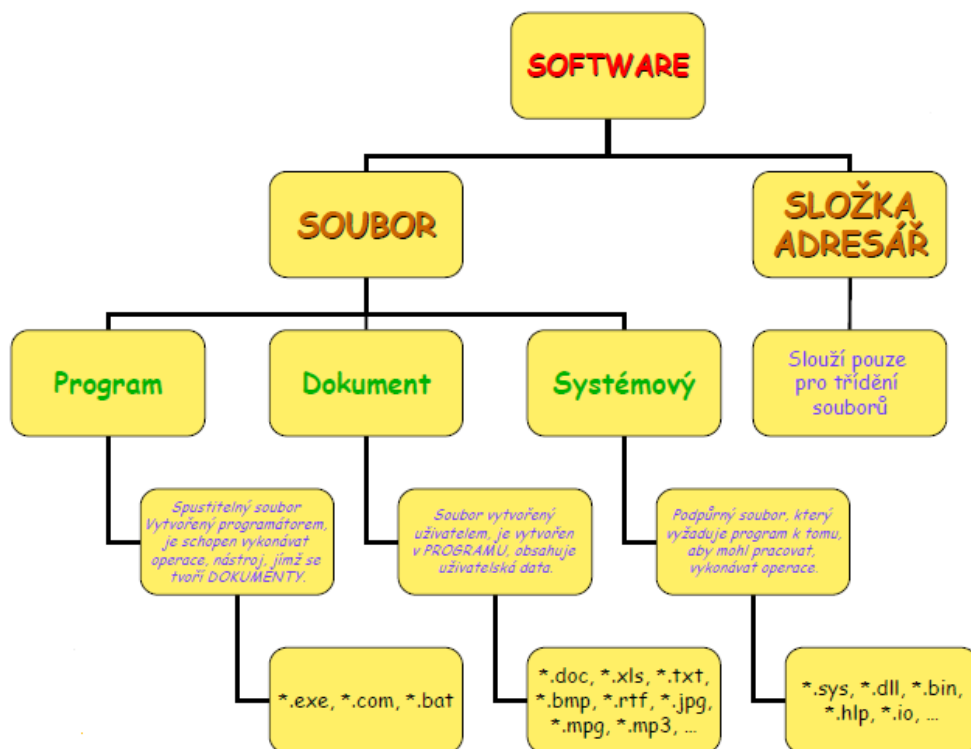 SOFTWARE
SOUBOR
SLOŽKA
ADRESÁŘ
Program
Dokument
Systémový
Slouží pouze
pro třídění
souborů
Spustitelný soubor
Vytvořený programátorem,
je schopen vykonávat
operace, nástroj, jímž se
tvoří DOKUMENTY.
Soubor vytvořený
uživatelem, je vytvořen
v PROGRAMU, obsahuje
uživatelská data.
Podpůrný soubor, který
vyžaduje program k tomu,
aby mohl pracovat,
vykonávat operace.
*.exe, *.com, *.bat
*.doc, *.xls, *.txt,
*.bmp, *.rtf, *.jpg,
*.mpg, *.mp3, ...
*.sys, *.dll, *.bin,
*.hlp, *.io, ...